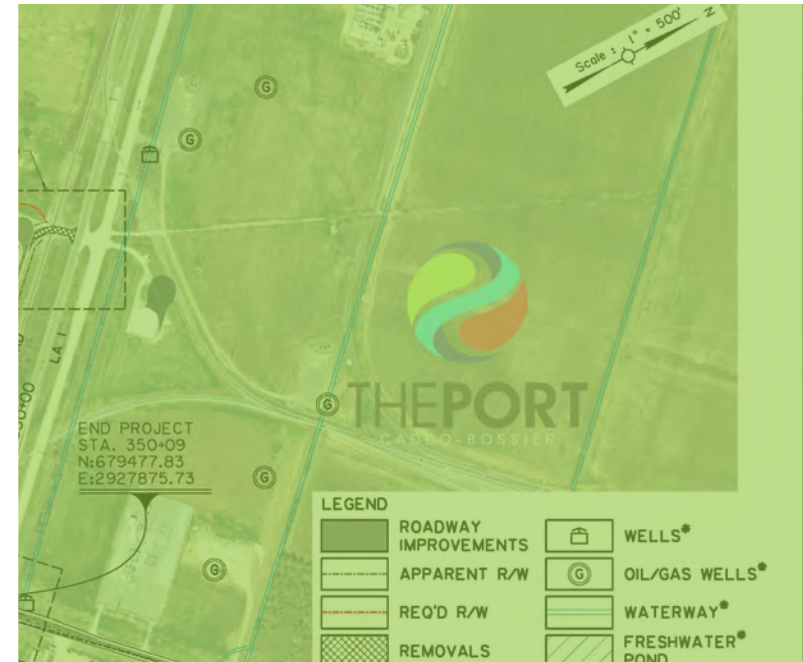 Scale : 1" = 500'
N
G
G
LA 1
THEPORT
CADDO-BOSSIER
G
END PROJECT
STA. 350+09
N:679477.83
E:2927875.73
G
G
LEGEND
ROADWAY
IMPROVEMENTS
WELLS*
APPARENT R/W
G
OIL/GAS WELLS*
REQ'D R/W
WATERWAY*
REMOVALS
FRESHWATER*
POND